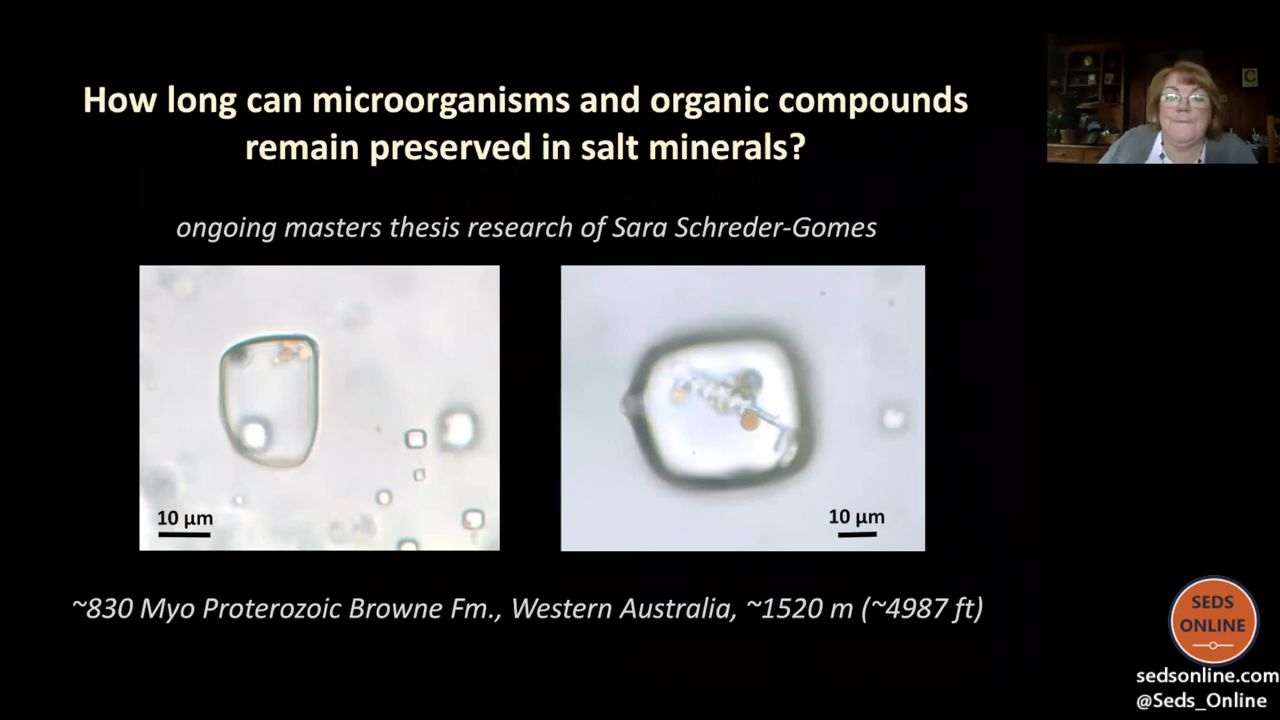 How long can microorganisms and organic compounds
remain preserved in salt minerals?
ongoing masters thesis research of Sara Schreder-Gomes
10 µm
10 µm
~830 Myo Proterozoic Browne Fm., Western Australia, ~1520 m (~4987 ft)
SEDS
ONLINE
sedsonline.com
@Seds_Online